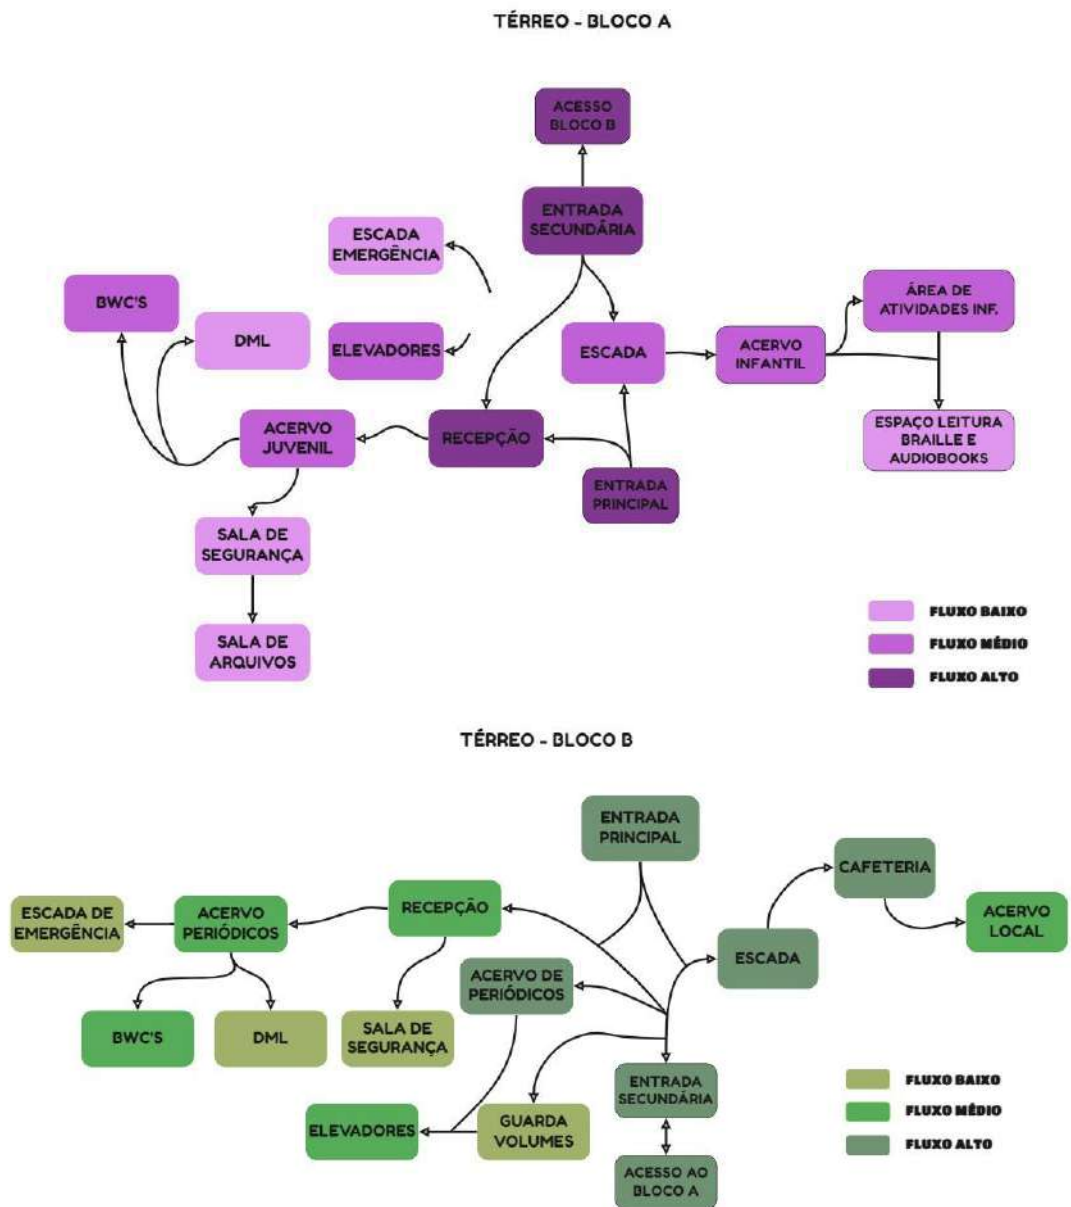 TÉRREO - BLOCO A
ACESSO
BLOCO B
ENTRADA
SECUNDÁRIA
ESCADA
EMERGÊNCIA
BWC'S
DML
ELEVADORES
ESCADA
ACERVO
INFANTIL
ÁREA DE
ATIVIDADES INF.
ESPAÇO LEITURA
BRAILLE E
AUDIOBOOKS
ACERVO
JUVENIL
RECEPÇÃO
ENTRADA
PRINCIPAL
SALA DE
SEGURANÇA
SALA DE
ARQUIVOS
FLUXO BAIXO
FLUXO MÉDIO
FLUXO ALTO
TÉRREO - BLOCO B
ENTRADA
PRINCIPAL
CAFETERIA
ESCADA DE
EMERGÊNCIA
ACERVO
PERIÓDICOS
RECEPÇÃO
ACERVO
LOCAL
ESCADA
ACERVO DE
PERIÓDICOS
BWC'S
DML
SALA DE
SEGURANÇA
ENTRADA
SECUNDÁRIA
ELEVADORES
GUARDA
VOLUMES
ACESSO AO
BLOCO A
FLUXO BAIXO
FLUXO MÉDIO
FLUXO ALTO